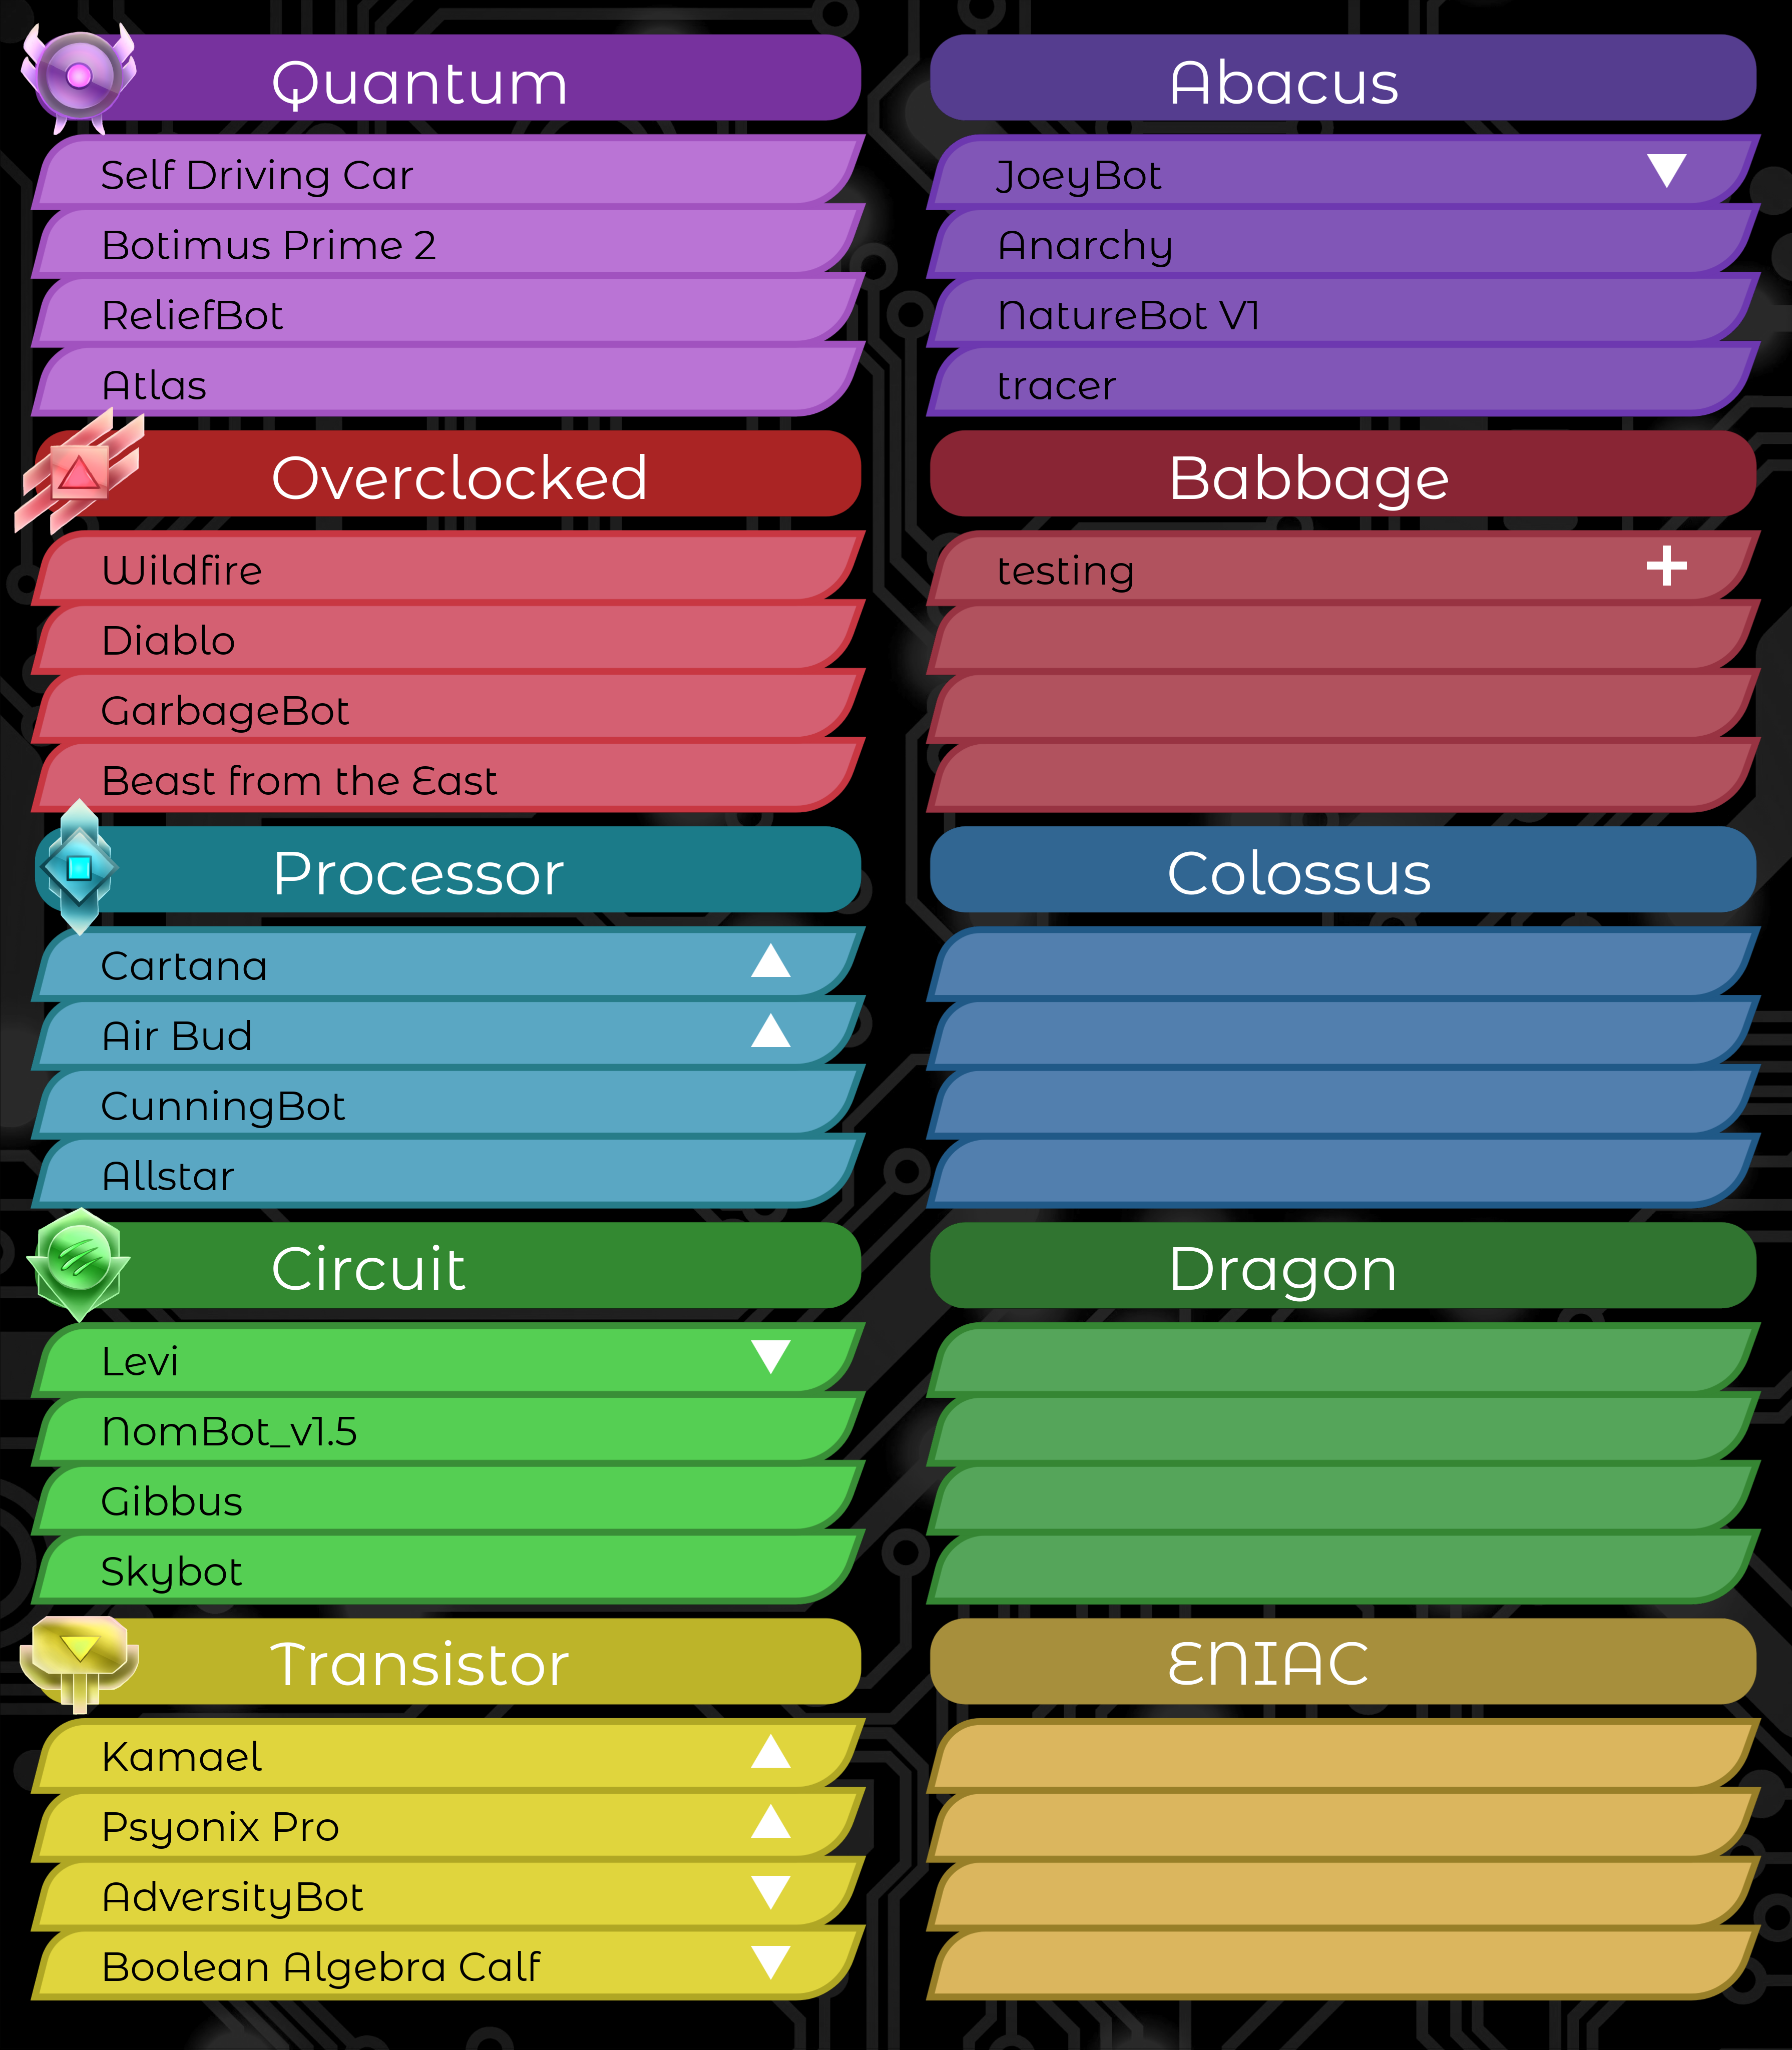 Quantum
Self Driving Car
Botimus Prime 2
ReliefBot
Atlas
Overclocked
Wildfire
Diablo
GarbageBot
Beast from the East
Processor
Cartana
Air Bud
CunningBot
Allstar
Circuit
Levi
NomBot_v1.5
Gibbus
Skybot
Transistor
Kamael
Psyonix Pro
AdversityBot
Boolean Algebra Calf
Abacus
JoeyBot
Anarchy
NatureBot V1
tracer
Babbage
testing
Colossus
Dragon
ENIAC